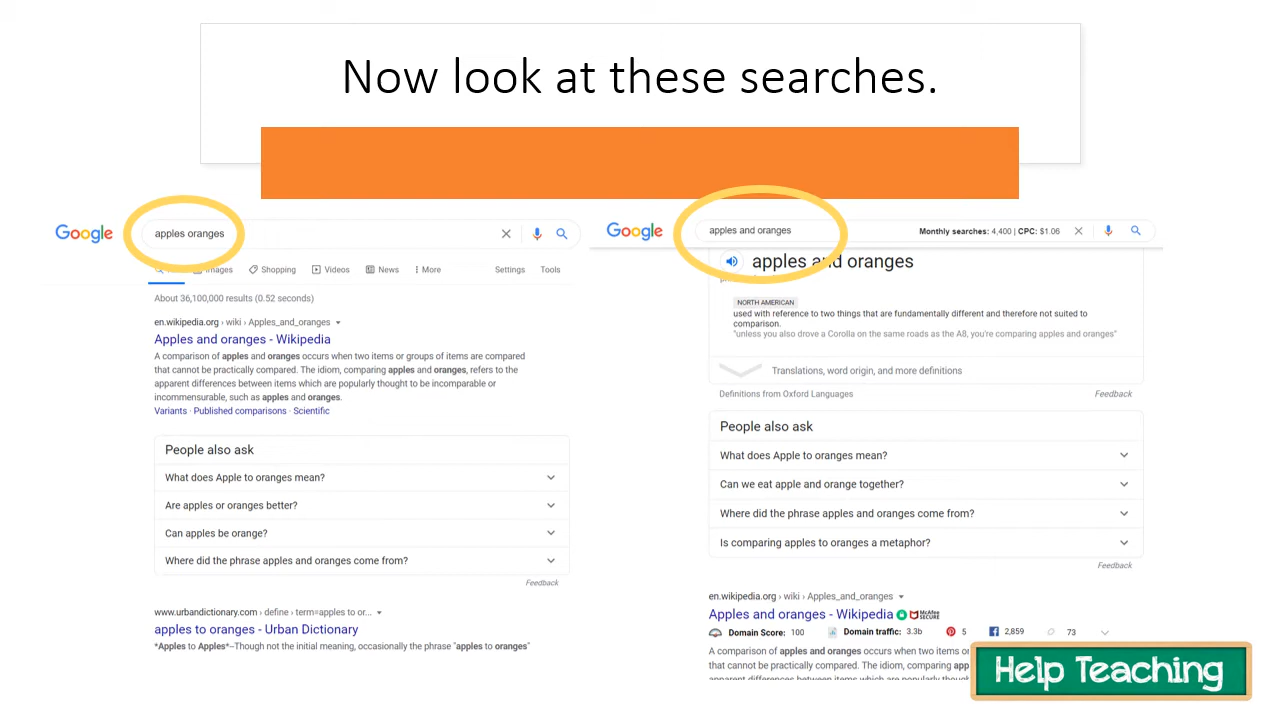 Now look at these searches.
Google
apples oranges
Images
Shopping
Videos
News
More
Settings
Tools
About 36,100,000 results (0.52 seconds)
en.wikipedia.org › wiki › Apples_and_oranges
Apples and oranges - Wikipedia
A comparison of apples and oranges occurs when two items or groups of items are compared
that cannot be practically compared. The idiom, comparing apples and oranges, refers to the
apparent differences between items which are popularly thought to be incomparable or
incommensurable, such as apples and oranges.
Variants · Published comparisons · Scientific
People also ask
What does Apple to oranges mean?
Are apples or oranges better?
Can apples be orange?
Where did the phrase apples and oranges come from?
Feedback
www.urbandictionary.com › define › term=apples to or...
apples to oranges - Urban Dictionary
*Apples to Apples*--Though not the initial meaning, occasionally the phrase "apples to oranges"
Google
apples and oranges
Monthly searches: 4,400 | CPC: $1.06
apples and oranges
NORTH AMERICAN
used with reference to two things that are fundamentally different and therefore not suited to
comparison.
"unless you also drove a Corolla on the same roads as the A8, you're comparing apples and oranges"
Translations, word origin, and more definitions
Definitions from Oxford Languages
Feedback
People also ask
What does Apple to oranges mean?
Can we eat apple and orange together?
Where did the phrase apples and oranges come from?
Is comparing apples to oranges a metaphor?
Feedback
en.wikipedia.org › wiki › Apples_and_oranges
Apples and oranges - Wikipedia McAfee SECURE
Domain Score: 100 Domain traffic: 3.3b 5 2,859 73
A comparison of apples and oranges occurs when two items or
that cannot be practically compared. The idiom, comparing app
apparent differences between items which are popularly though
Help Teaching